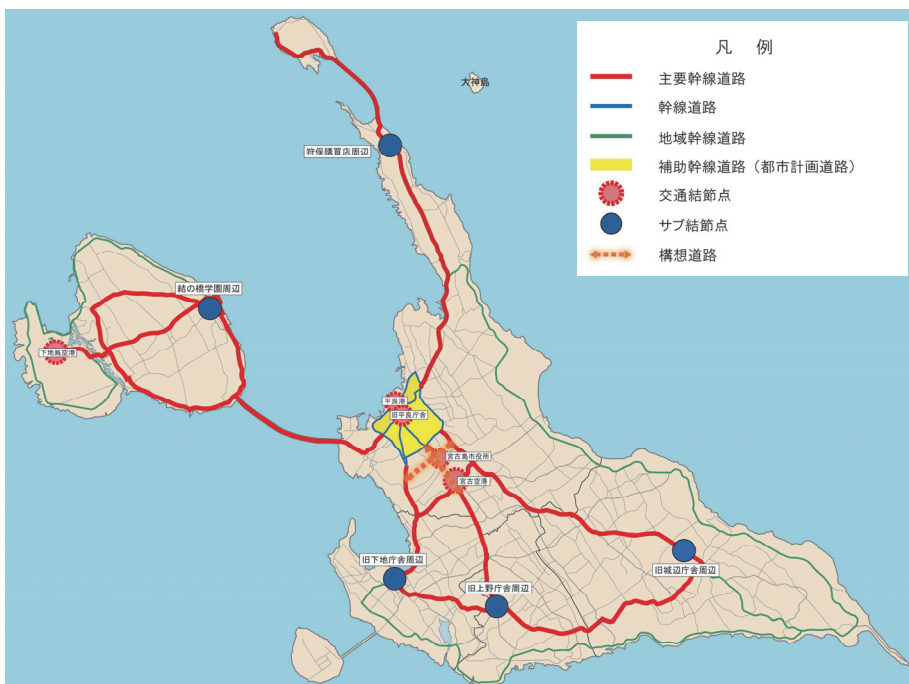 凡 例
主要幹線道路
幹線道路
地域幹線道路
補助幹線道路（都市計画道路）
交通結節点
サブ結節点
構想道路
大神島
狩俣購買店周辺
結の橋学園周辺
下地島空港
平良港
旧平良庁舎
宮古島市役所
宮古空港
旧下地庁舎周辺
旧上野庁舎周辺
旧城辺庁舎周辺